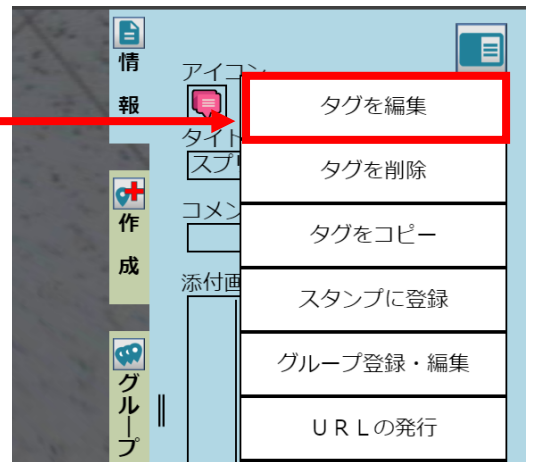 情
報
作
成
グループ
アイコン
タイト
スプ
コメン
添付画
タグを編集
タグを削除
タグをコピー
スタンプに登録
グループ登録・編集
ＵＲＬの発行